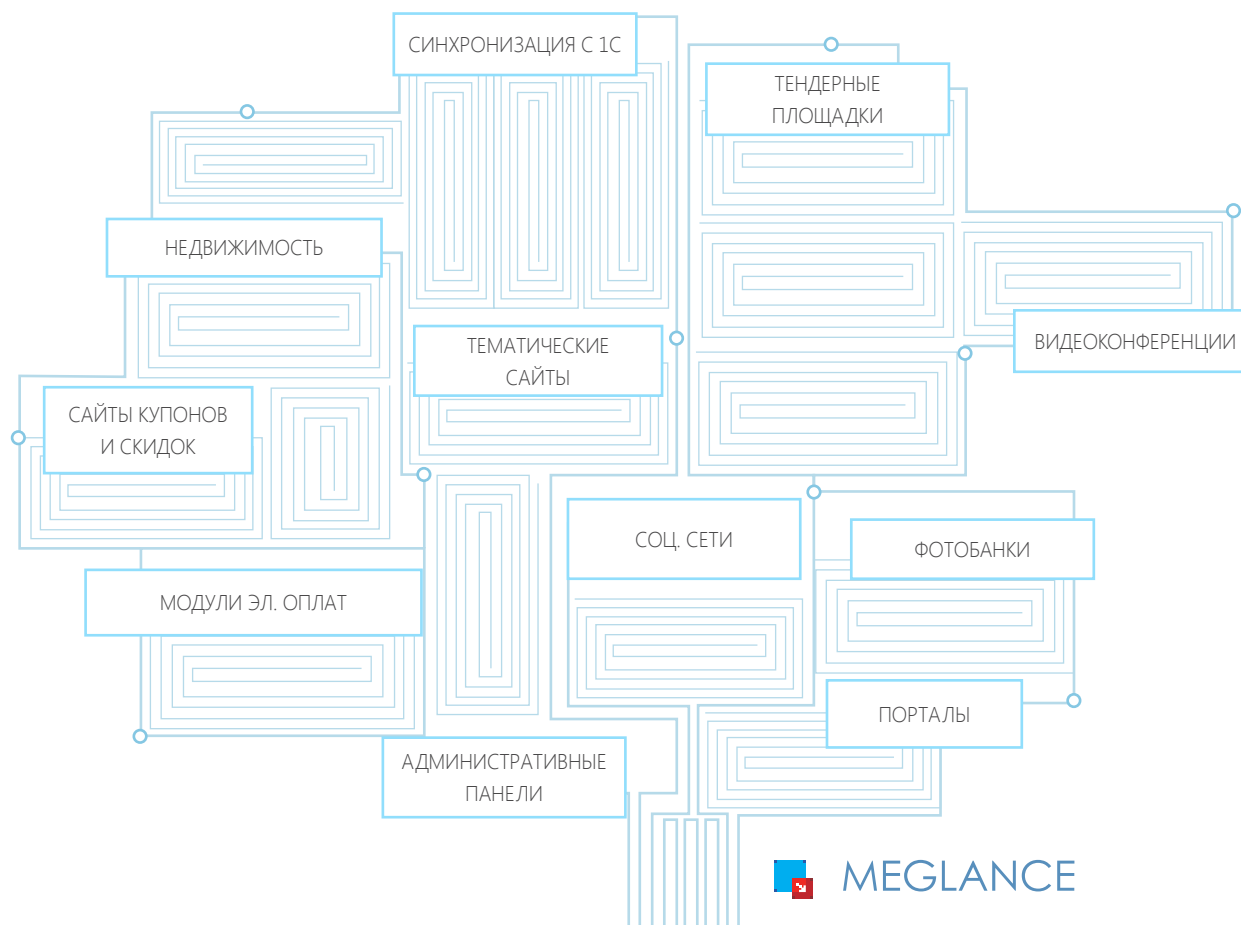 СИНХРОНИЗАЦИЯ С 1С
ТЕНДЕРНЫЕ
ПЛОЩАДКИ
НЕДВИЖИМОСТЬ
ТЕМАТИЧЕСКИЕ
САЙТЫ
ВИДЕОКОНФЕРЕНЦИИ
САЙТЫ КУПОНОВ
И СКИДОК
СОЦ. СЕТИ
ФОТОБАНКИ
МОДУЛИ ЭЛ. ОПЛАТ
ПОРТАЛЫ
АДМИНИСТРАТИВНЫЕ
ПАНЕЛИ
MEGLANCE